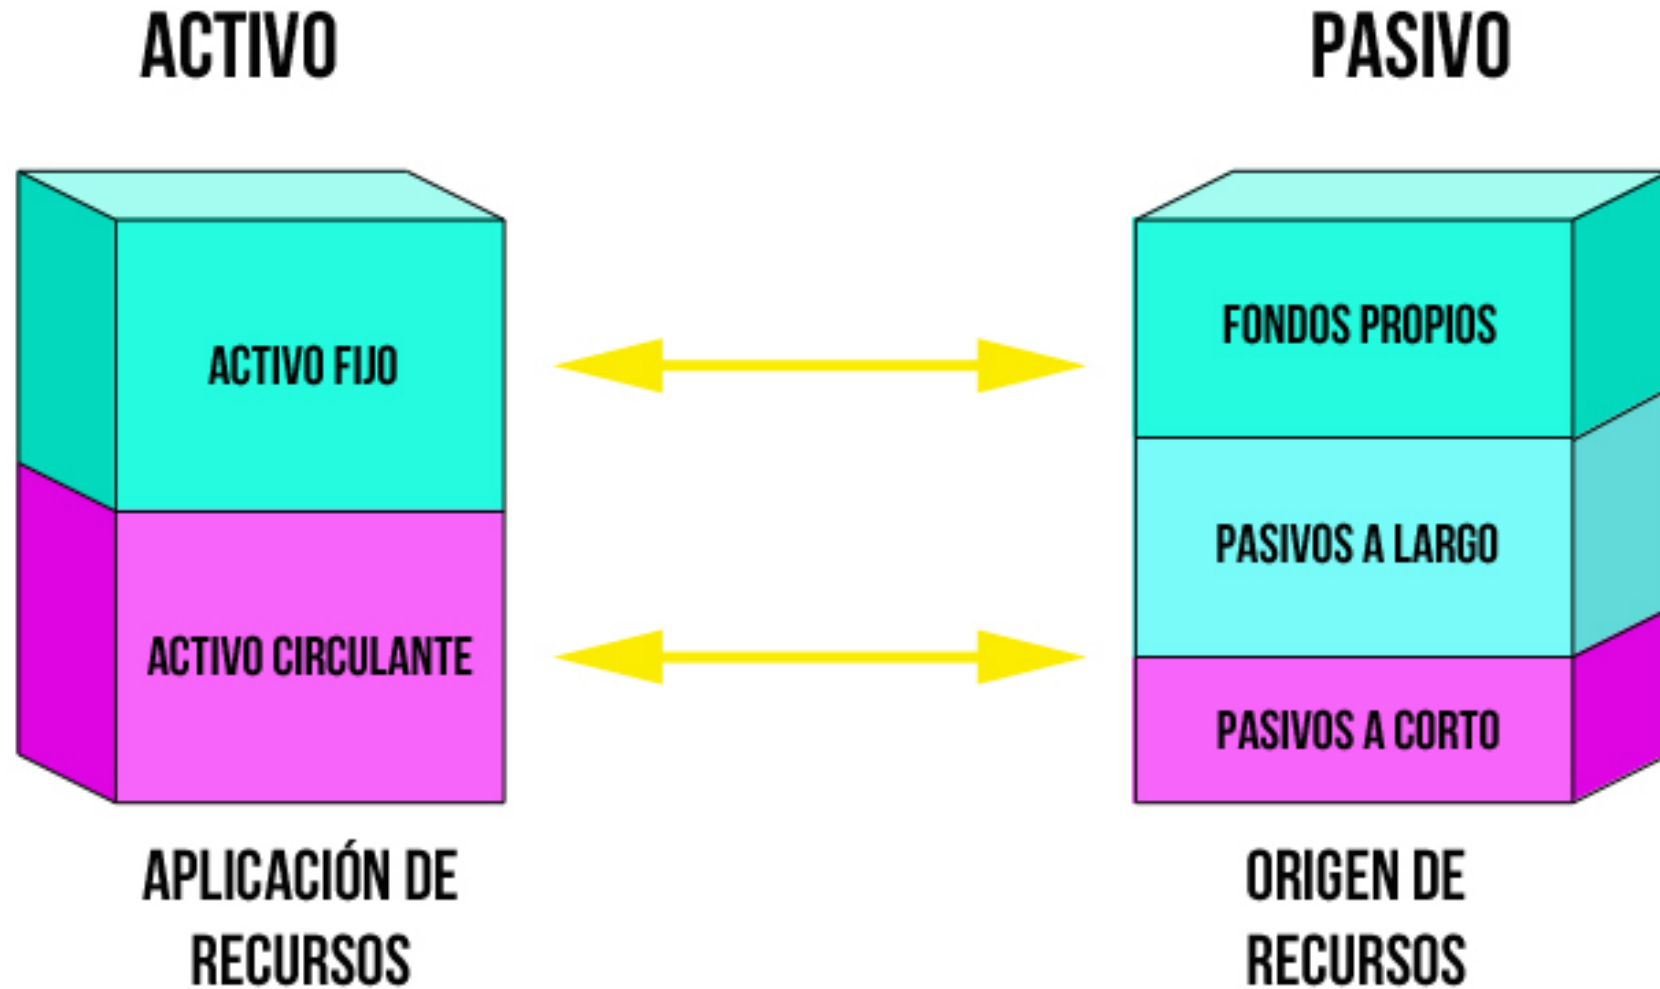 ACTIVO
PASIVO
ACTIVO FIJO
ACTIVO CIRCULANTE
FONDOS PROPIOS
PASIVOS A LARGO
PASIVOS A CORTO
APLICACIÓN DE
RECURSOS
ORIGEN DE
RECURSOS